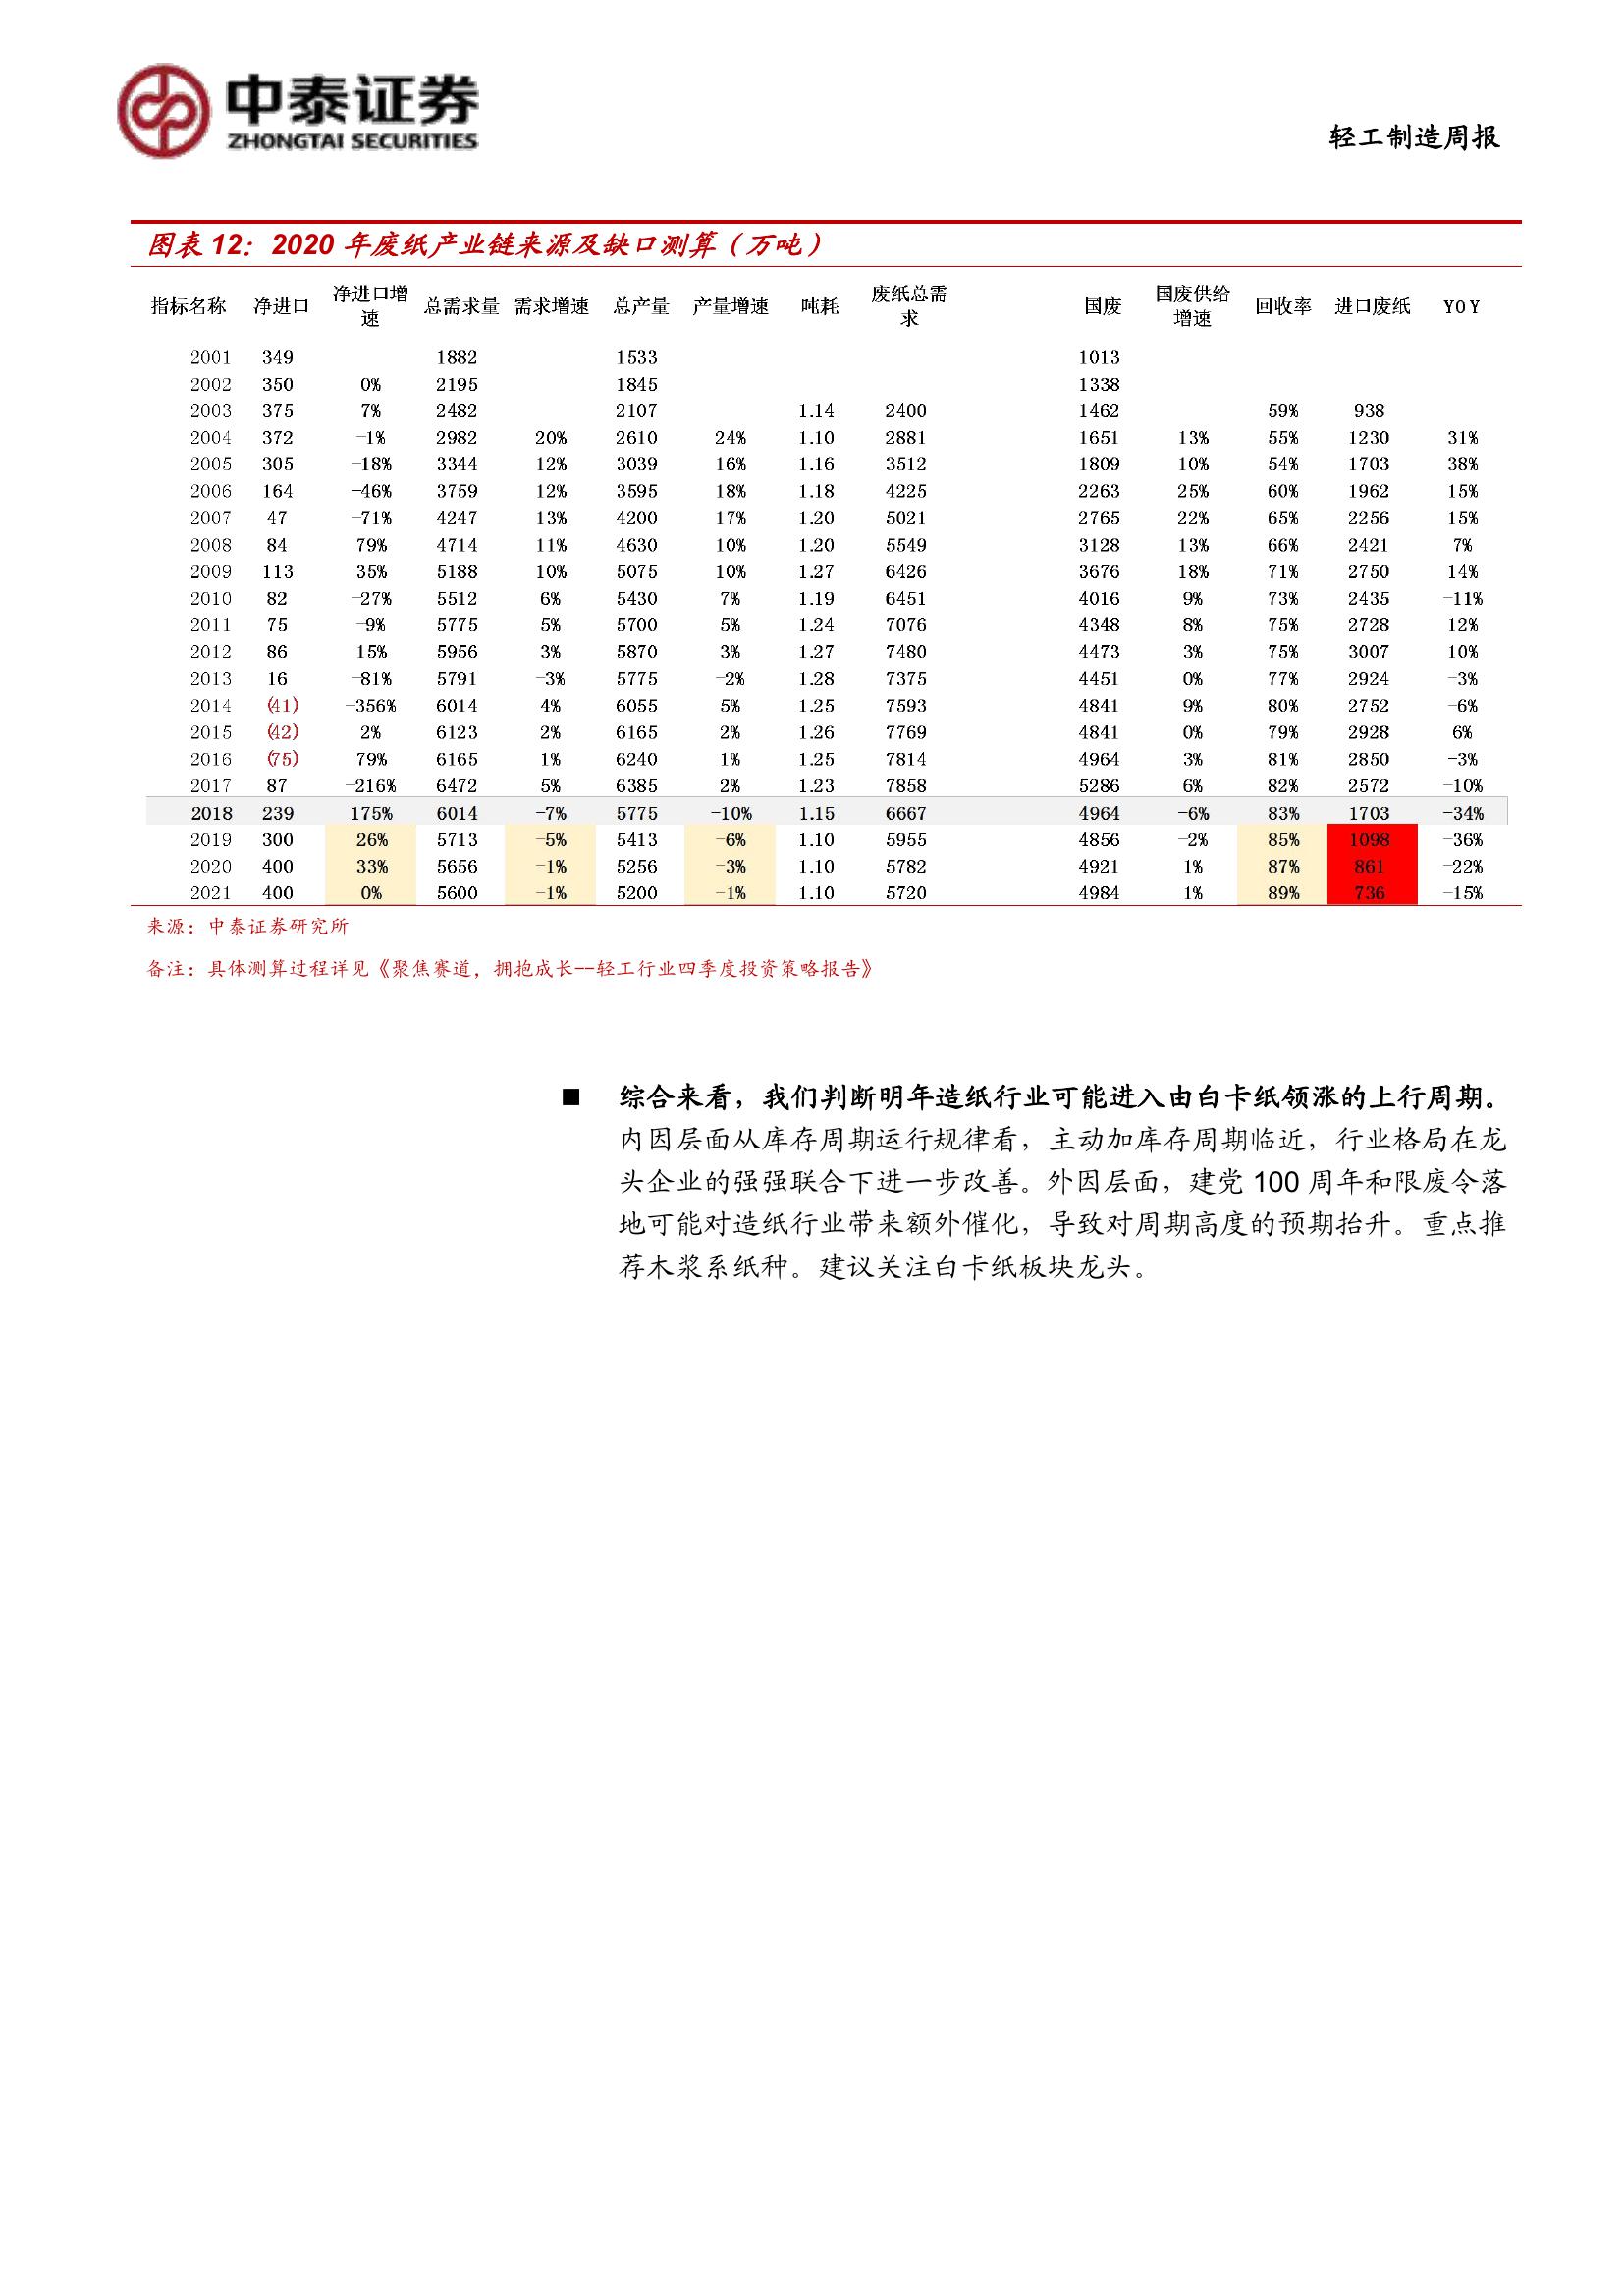 中泰证券
ZHONGTAI SECURITIES
轻工制造周报
图表 12：2020 年废纸产业链来源及缺口测算（万吨）
指标名称 净进口 净进口增速 总需求量 需求增速 总产量 产量增速 吨耗 废纸总需求 国废 国废供给增速 回收率 进口废纸 YOY
2001 349 1882 1533 1013
2002 350 0% 2195 1845 1338
2003 375 7% 2482 2107 1.14 2400 1462 59% 938
2004 372 -1% 2982 20% 2610 24% 1.10 2881 1651 13% 55% 1230 31%
2005 305 -18% 3344 12% 3039 16% 1.16 3512 1809 10% 54% 1703 38%
2006 164 -46% 3759 12% 3595 18% 1.18 4225 2263 25% 60% 1962 15%
2007 47 -71% 4247 13% 4200 17% 1.20 5021 2765 22% 65% 2256 15%
2008 84 79% 4714 11% 4630 10% 1.20 5549 3128 13% 66% 2421 7%
2009 113 35% 5188 10% 5075 10% 1.27 6426 3676 18% 71% 2750 14%
2010 82 -27% 5512 6% 5430 7% 1.19 6451 4016 9% 73% 2435 -11%
2011 75 -9% 5775 5% 5700 5% 1.24 7076 4348 8% 75% 2728 12%
2012 86 15% 5956 3% 5870 3% 1.27 7480 4473 3% 75% 3007 10%
2013 16 -81% 5791 -3% 5775 -2% 1.28 7375 4451 0% 77% 2924 -3%
2014 (41) -356% 6014 4% 6055 5% 1.25 7593 4841 9% 80% 2752 -6%
2015 (42) 2% 6123 2% 6165 2% 1.26 7769 4841 0% 79% 2928 6%
2016 (75) 79% 6165 1% 6240 1% 1.25 7814 4964 3% 81% 2850 -3%
2017 87 -216% 6472 5% 6385 2% 1.23 7858 5286 6% 82% 2572 -10%
2018 239 175% 6014 -7% 5775 -10% 1.15 6667 4964 -6% 83% 1703 -34%
2019 300 26% 5713 -5% 5413 -6% 1.10 5955 4856 -2% 85% 1098 -36%
2020 400 33% 5656 -1% 5256 -3% 1.10 5782 4921 1% 87% 861 -22%
2021 400 0% 5600 -1% 5200 -1% 1.10 5720 4984 1% 89% 736 -15%
来源：中泰证券研究所
备注：具体测算过程详见《聚焦赛道，拥抱成长--轻工行业四季度投资策略报告》
■ 综合来看，我们判断明年造纸行业可能进入由白卡纸领涨的上行周期。
内因层面从库存周期运行规律看，主动加库存周期临近，行业格局在龙
头企业的强强联合下进一步改善。外因层面，建党 100 周年和限废令落
地可能对造纸行业带来额外催化，导致对周期高度的预期抬升。重点推
荐木浆系纸种。建议关注白卡纸板块龙头。